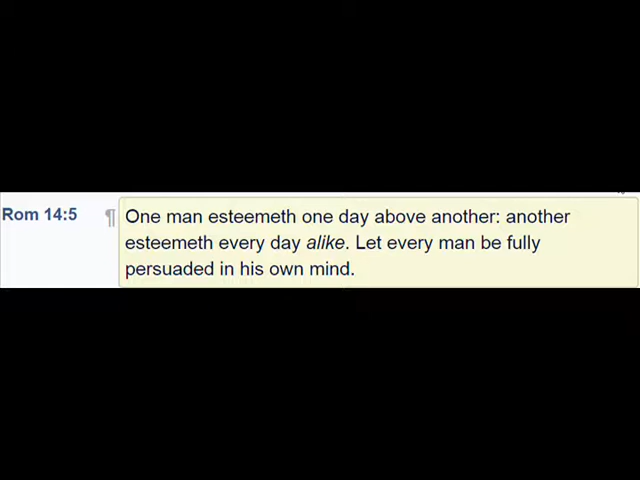 Rom 14:5 ¶ One man esteemeth one day above another: another
esteemeth every day alike. Let every man be fully
persuaded in his own mind.